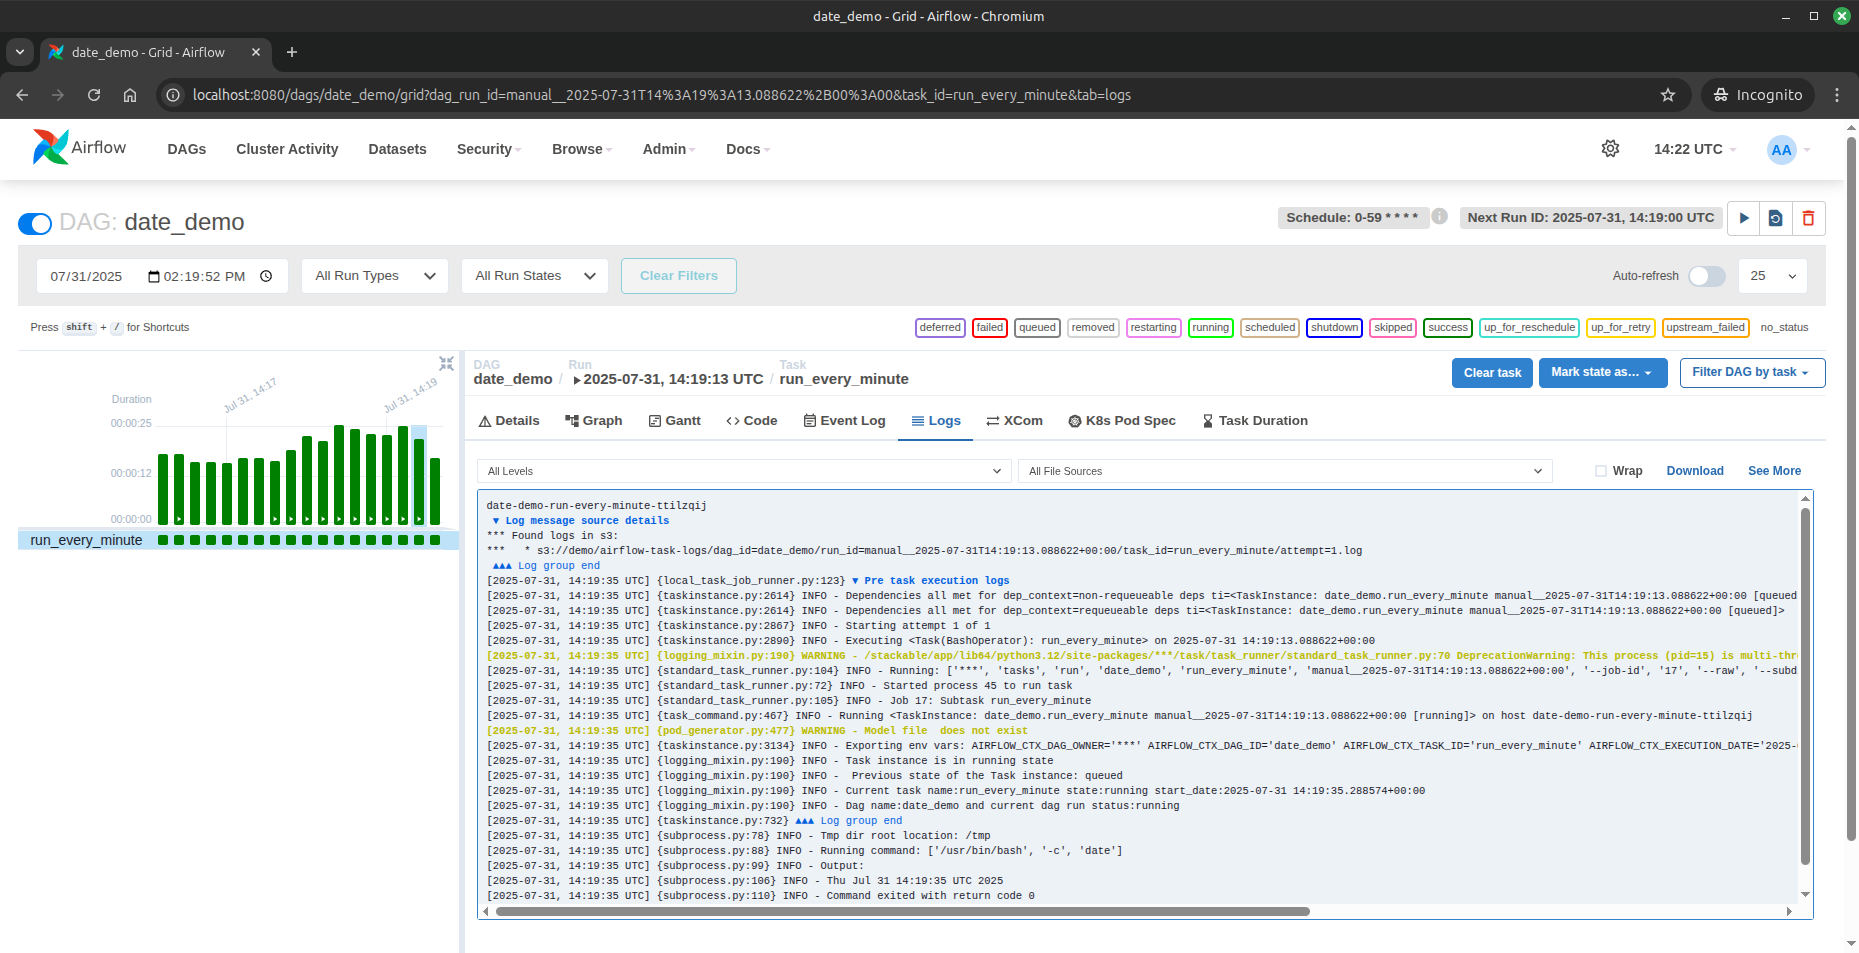 date_demo - Grid - Airflow - Chromium
date_demo - Grid - Airflow
localhost:8080/dags/date_demo/grid?dag_run_id=manual__2025-07-31T14%3A19%3A13.088622%2B00%3A00&task_id=run_every_minute&tab=logs
Incognito
Airflow DAGs Cluster Activity Datasets Security Browse Admin Docs 14:22 UTC AA
DAG: date_demo
Schedule: 0-59 * * * * Next Run ID: 2025-07-31, 14:19:00 UTC
07/31/2025 02:19:52 PM All Run Types All Run States Clear Filters Auto-refresh 25
Press shift + / for Shortcuts
deferred failed queued removed restarting running scheduled shutdown skipped success up_for_reschedule up_for_retry upstream_failed no_status
Jul 31, 14:17
Jul 31, 14:19
Duration
00:00:25
00:00:12
00:00:00
run_every_minute
DAG Run Task
date_demo / 2025-07-31, 14:19:13 UTC / run_every_minute
Clear task Mark state as... Filter DAG by task
Details Graph Gantt Code Event Log Logs XCom K8s Pod Spec Task Duration
All Levels All File Sources Wrap Download See More
date-demo-run-every-minute-ttilzqij
▼ Log message source details
*** Found logs in s3:
***   * s3://demo/airflow-task-logs/dag_id=date_demo/run_id=manual__2025-07-31T14:19:13.088622+00:00/task_id=run_every_minute/attempt=1.log
▲▲▲ Log group end
[2025-07-31, 14:19:35 UTC] {local_task_job_runner.py:123} ▼ Pre task execution logs
[2025-07-31, 14:19:35 UTC] {taskinstance.py:2614} INFO - Dependencies all met for dep_context=non-requeueable deps ti=<TaskInstance: date_demo.run_every_minute manual__2025-07-31T14:19:13.088622+00:00 [queued
[2025-07-31, 14:19:35 UTC] {taskinstance.py:2614} INFO - Dependencies all met for dep_context=requeueable deps ti=<TaskInstance: date_demo.run_every_minute manual__2025-07-31T14:19:13.088622+00:00 [queued]>
[2025-07-31, 14:19:35 UTC] {taskinstance.py:2867} INFO - Starting attempt 1 of 1
[2025-07-31, 14:19:35 UTC] {taskinstance.py:2890} INFO - Executing <Task(BashOperator): run_every_minute> on 2025-07-31 14:19:13.088622+00:00
[2025-07-31, 14:19:35 UTC] {logging_mixin.py:190} WARNING - /stackable/app/lib64/python3.12/site-packages/***/task/task_runner/standard_task_runner.py:70 DeprecationWarning: This process (pid=15) is multi-thr
[2025-07-31, 14:19:35 UTC] {standard_task_runner.py:104} INFO - Running: ['***', 'tasks', 'run', 'date_demo', 'run_every_minute', 'manual__2025-07-31T14:19:13.088622+00:00', '--job-id', '17', '--raw', '--subd
[2025-07-31, 14:19:35 UTC] {standard_task_runner.py:72} INFO - Started process 45 to run task
[2025-07-31, 14:19:35 UTC] {standard_task_runner.py:105} INFO - Job 17: Subtask run_every_minute
[2025-07-31, 14:19:35 UTC] {task_command.py:467} INFO - Running <TaskInstance: date_demo.run_every_minute manual__2025-07-31T14:19:13.088622+00:00 [running]> on host date-demo-run-every-minute-ttilzqij
[2025-07-31, 14:19:35 UTC] {pod_generator.py:477} WARNING - Model file  does not exist
[2025-07-31, 14:19:35 UTC] {taskinstance.py:3134} INFO - Exporting env vars: AIRFLOW_CTX_DAG_OWNER='***' AIRFLOW_CTX_DAG_ID='date_demo' AIRFLOW_CTX_TASK_ID='run_every_minute' AIRFLOW_CTX_EXECUTION_DATE='2025-
[2025-07-31, 14:19:35 UTC] {logging_mixin.py:190} INFO - Task instance is in running state
[2025-07-31, 14:19:35 UTC] {logging_mixin.py:190} INFO -  Previous state of the Task instance: queued
[2025-07-31, 14:19:35 UTC] {logging_mixin.py:190} INFO - Current task name:run_every_minute state:running start_date:2025-07-31 14:19:35.288574+00:00
[2025-07-31, 14:19:35 UTC] {logging_mixin.py:190} INFO - Dag name:date_demo and current dag run status:running
[2025-07-31, 14:19:35 UTC] {taskinstance.py:732} ▲▲▲ Log group end
[2025-07-31, 14:19:35 UTC] {subprocess.py:78} INFO - Tmp dir root location: /tmp
[2025-07-31, 14:19:35 UTC] {subprocess.py:88} INFO - Running command: ['/usr/bin/bash', '-c', 'date']
[2025-07-31, 14:19:35 UTC] {subprocess.py:99} INFO - Output:
[2025-07-31, 14:19:35 UTC] {subprocess.py:106} INFO - Thu Jul 31 14:19:35 UTC 2025
[2025-07-31, 14:19:35 UTC] {subprocess.py:110} INFO - Command exited with return code 0